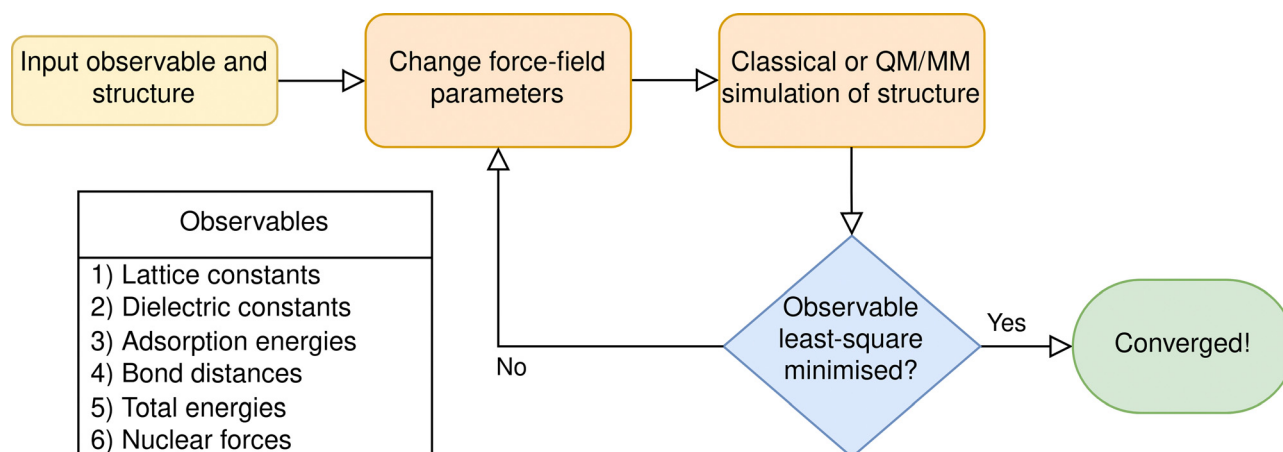 Input observable and
structure
Change force-field
parameters
Classical or QM/MM
simulation of structure
Observables
1) Lattice constants
2) Dielectric constants
3) Adsorption energies
4) Bond distances
5) Total energies
6) Nuclear forces
Observable
least-square
minimised?
No
Yes
Converged!